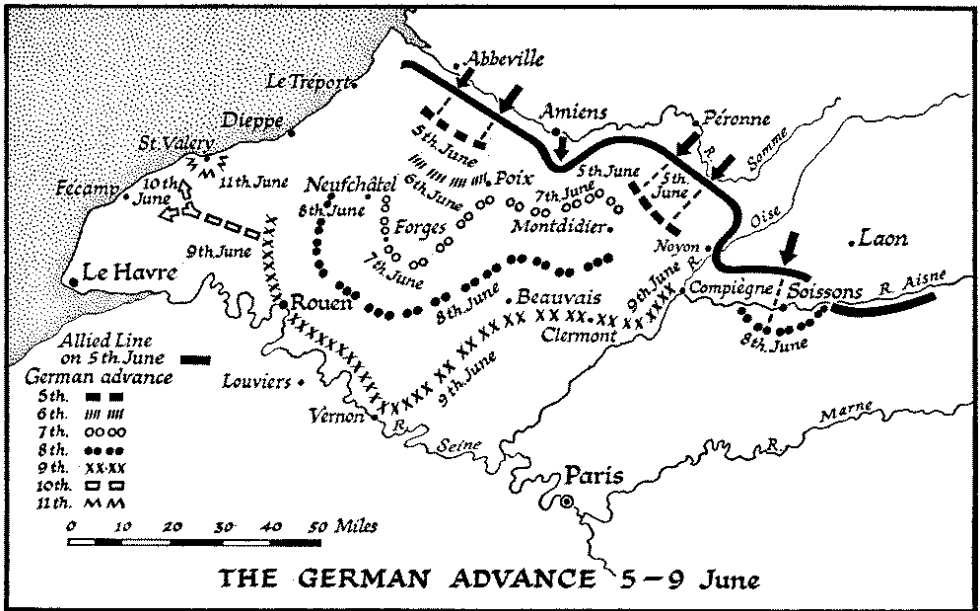 Abbeville
Le Treport
Dieppe
Amiens
Péronne
St. Valery
5th. June
5th June
5th. June
R. Somme
Fécamp
10th June
11th June
Neufchâtel
6th. June
Poix
7th June
8th June
Forges
Montdidier
Oise
R.
Laon
9th June
7th. June
Noyon
Le Havre
Rouen
8th June
Beauvais
9th June
Compiègne
Soissons
R. Aisne
Clermont
8th June
9th June
Louviers
Vernon
R. Seine
Marne
R.
Paris
Allied Line
on 5th. June
German advance
5th.
6th.
7th.
8th.
9th.
10th.
11th.
0 10 20 30 40 50 Miles
THE GERMAN ADVANCE 5–9 June